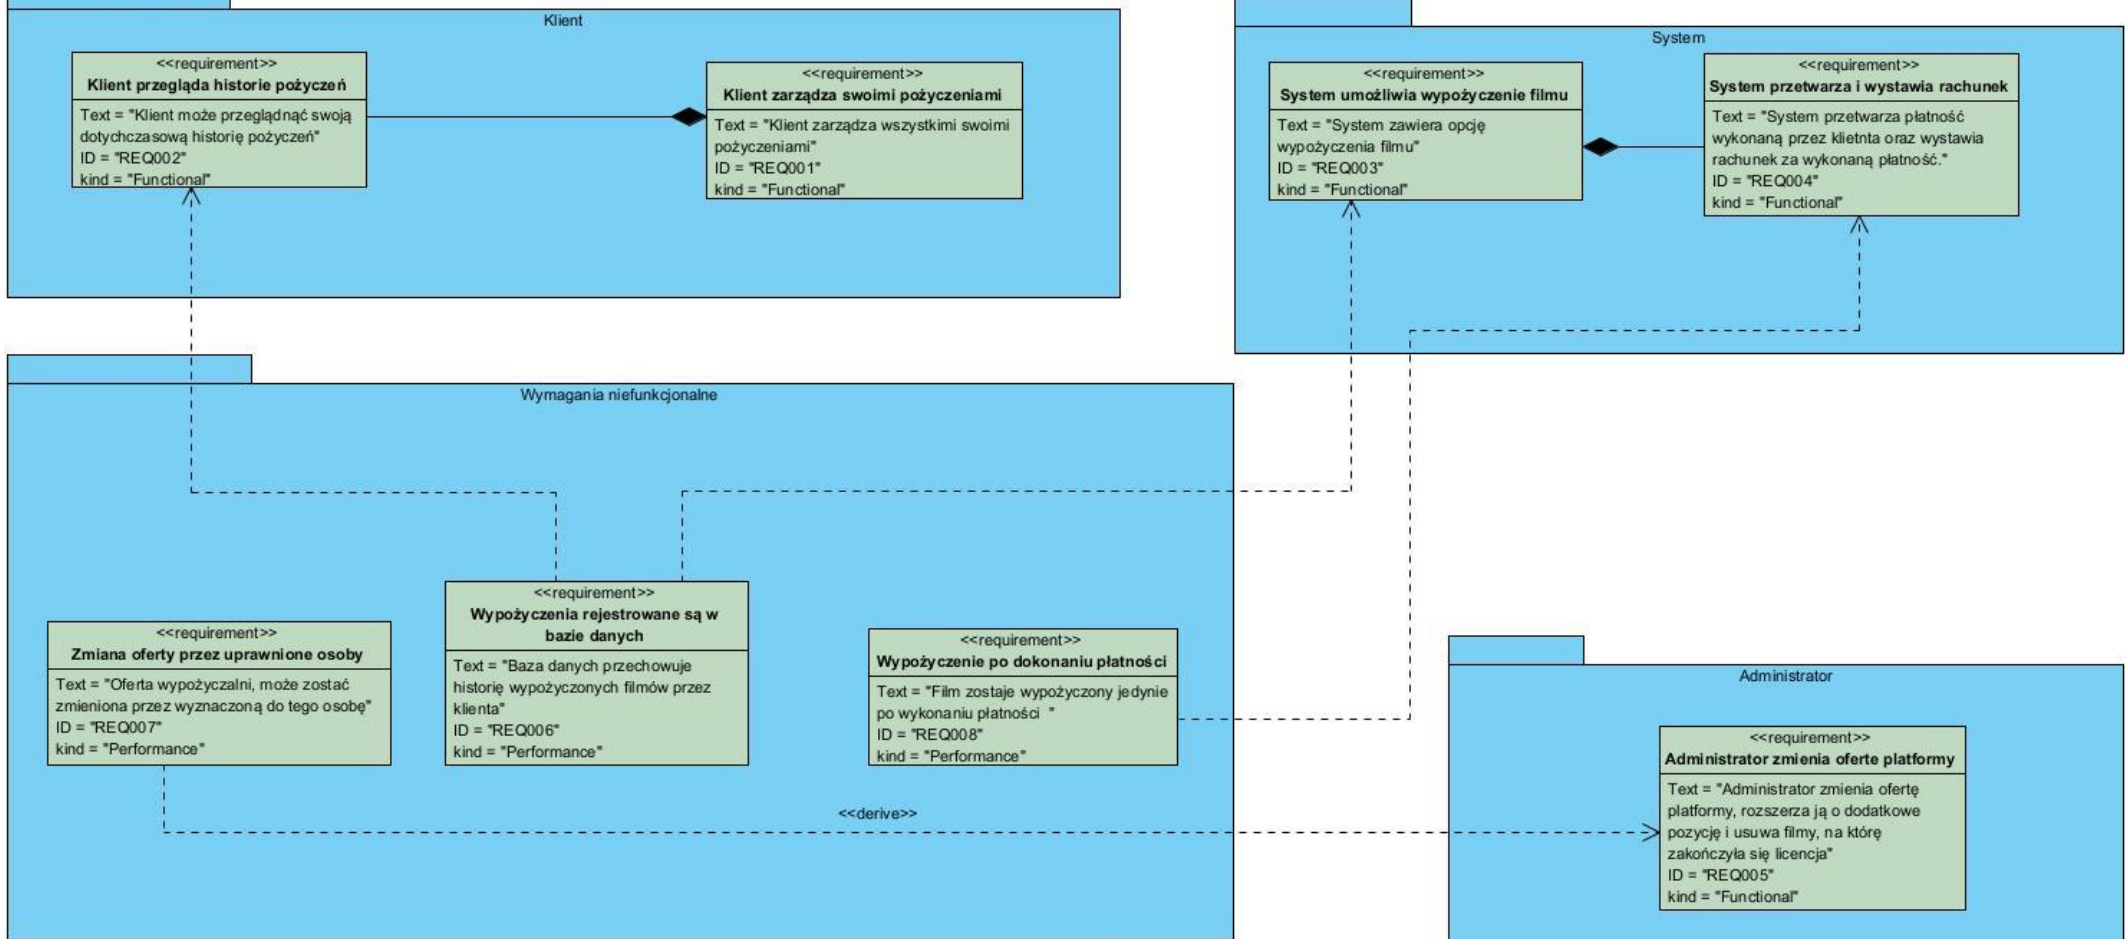 Klient
<<requirement>>
Klient przegląda historie pożyczeń
Text = "Klient może przeglądnąć swoją
dotychczasową historię pożyczeń"
ID = "REQ002"
kind = "Functional"
<<requirement>>
Klient zarządza swoimi pożyczeniami
Text = "Klient zarządza wszystkimi swoimi
pożyczeniami"
ID = "REQ001"
kind = "Functional"
System
<<requirement>>
System umożliwia wypożyczenie filmu
Text = "System zawiera opcję
wypożyczenia filmu"
ID = "REQ003"
kind = "Functional"
<<requirement>>
System przetwarza i wystawia rachunek
Text = "System przetwarza płatność
wykonaną przez klietnta oraz wystawia
rachunek za wykonaną płatność."
ID = "REQ004"
kind = "Functional"
Wymagania niefunkcjonalne
<<requirement>>
Zmiana oferty przez uprawnione osoby
Text = "Oferta wypożyczalni, może zostać
zmieniona przez wyznaczoną do tego osobę"
ID = "REQ007"
kind = "Performance"
<<requirement>>
Wypożyczenia rejestrowane są w
bazie danych
Text = "Baza danych przechowuje
historię wypożyczonych filmów przez
klienta"
ID = "REQ006"
kind = "Performance"
<<requirement>>
Wypożyczenie po dokonaniu płatności
Text = "Film zostaje wypożyczony jedynie
po wykonaniu płatności "
ID = "REQ008"
kind = "Performance"
<<derive>>
Administrator
<<requirement>>
Administrator zmienia oferte platformy
Text = "Administrator zmienia ofertę
platformy, rozszerza ją o dodatkowe
pozycję i usuwa filmy, na którę
zakończyła się licencja"
ID = "REQ005"
kind = "Functional"